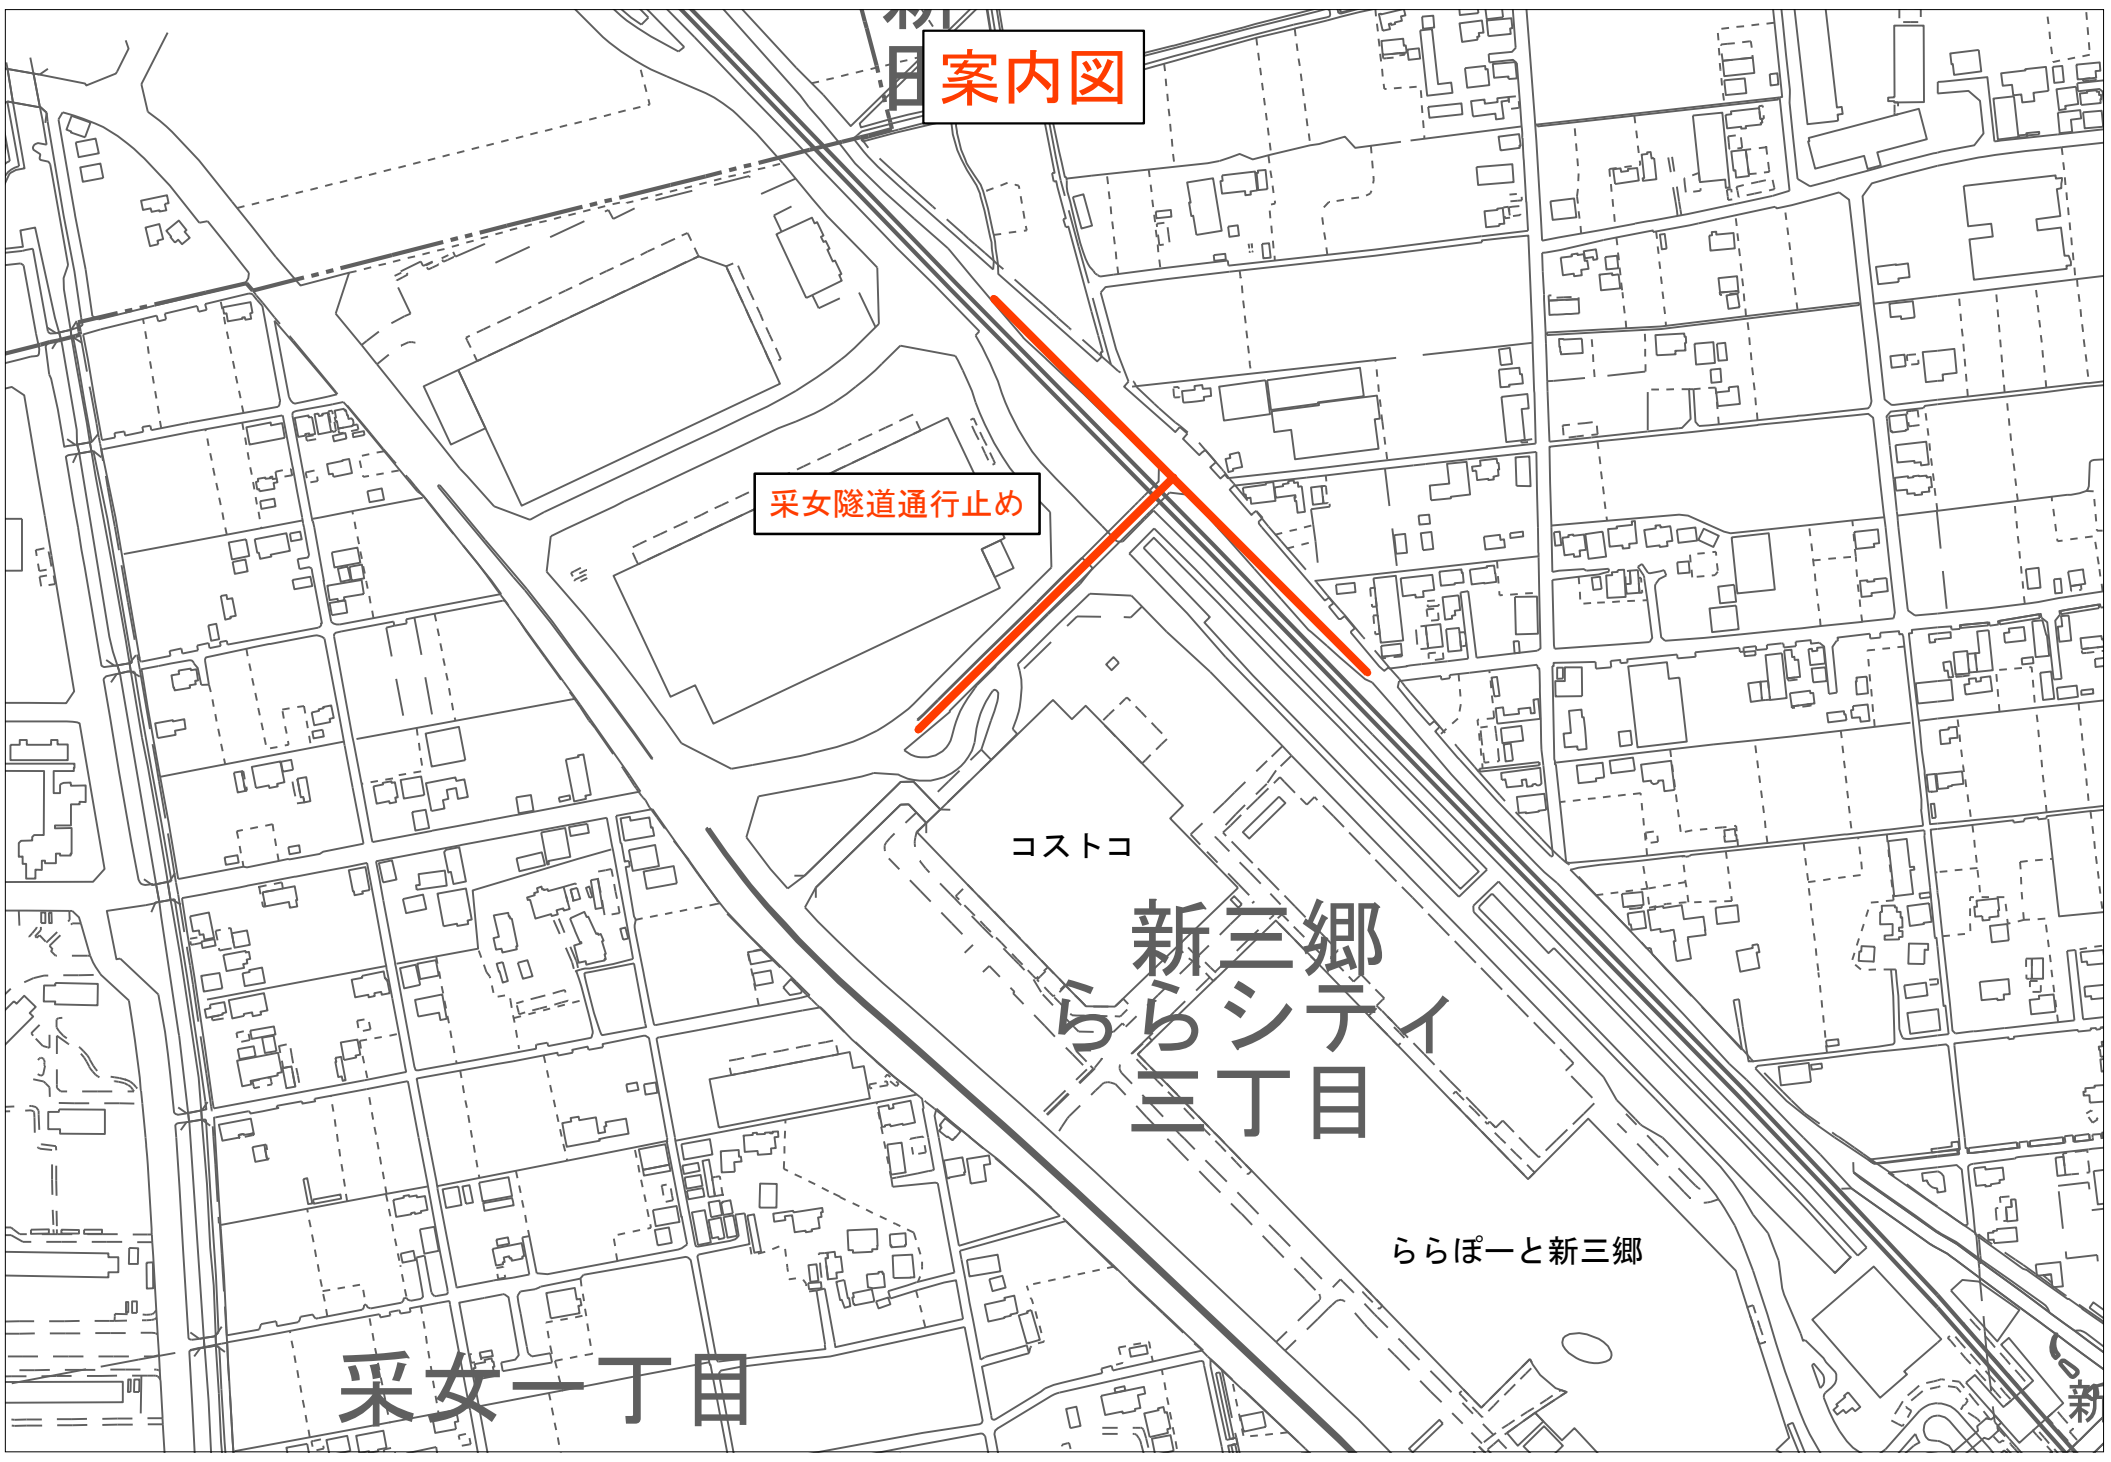 案内図
采女隧道通行止め
コストコ
新三郷
ららシティ
三丁目
ららぽーと新三郷
采女一丁目
新